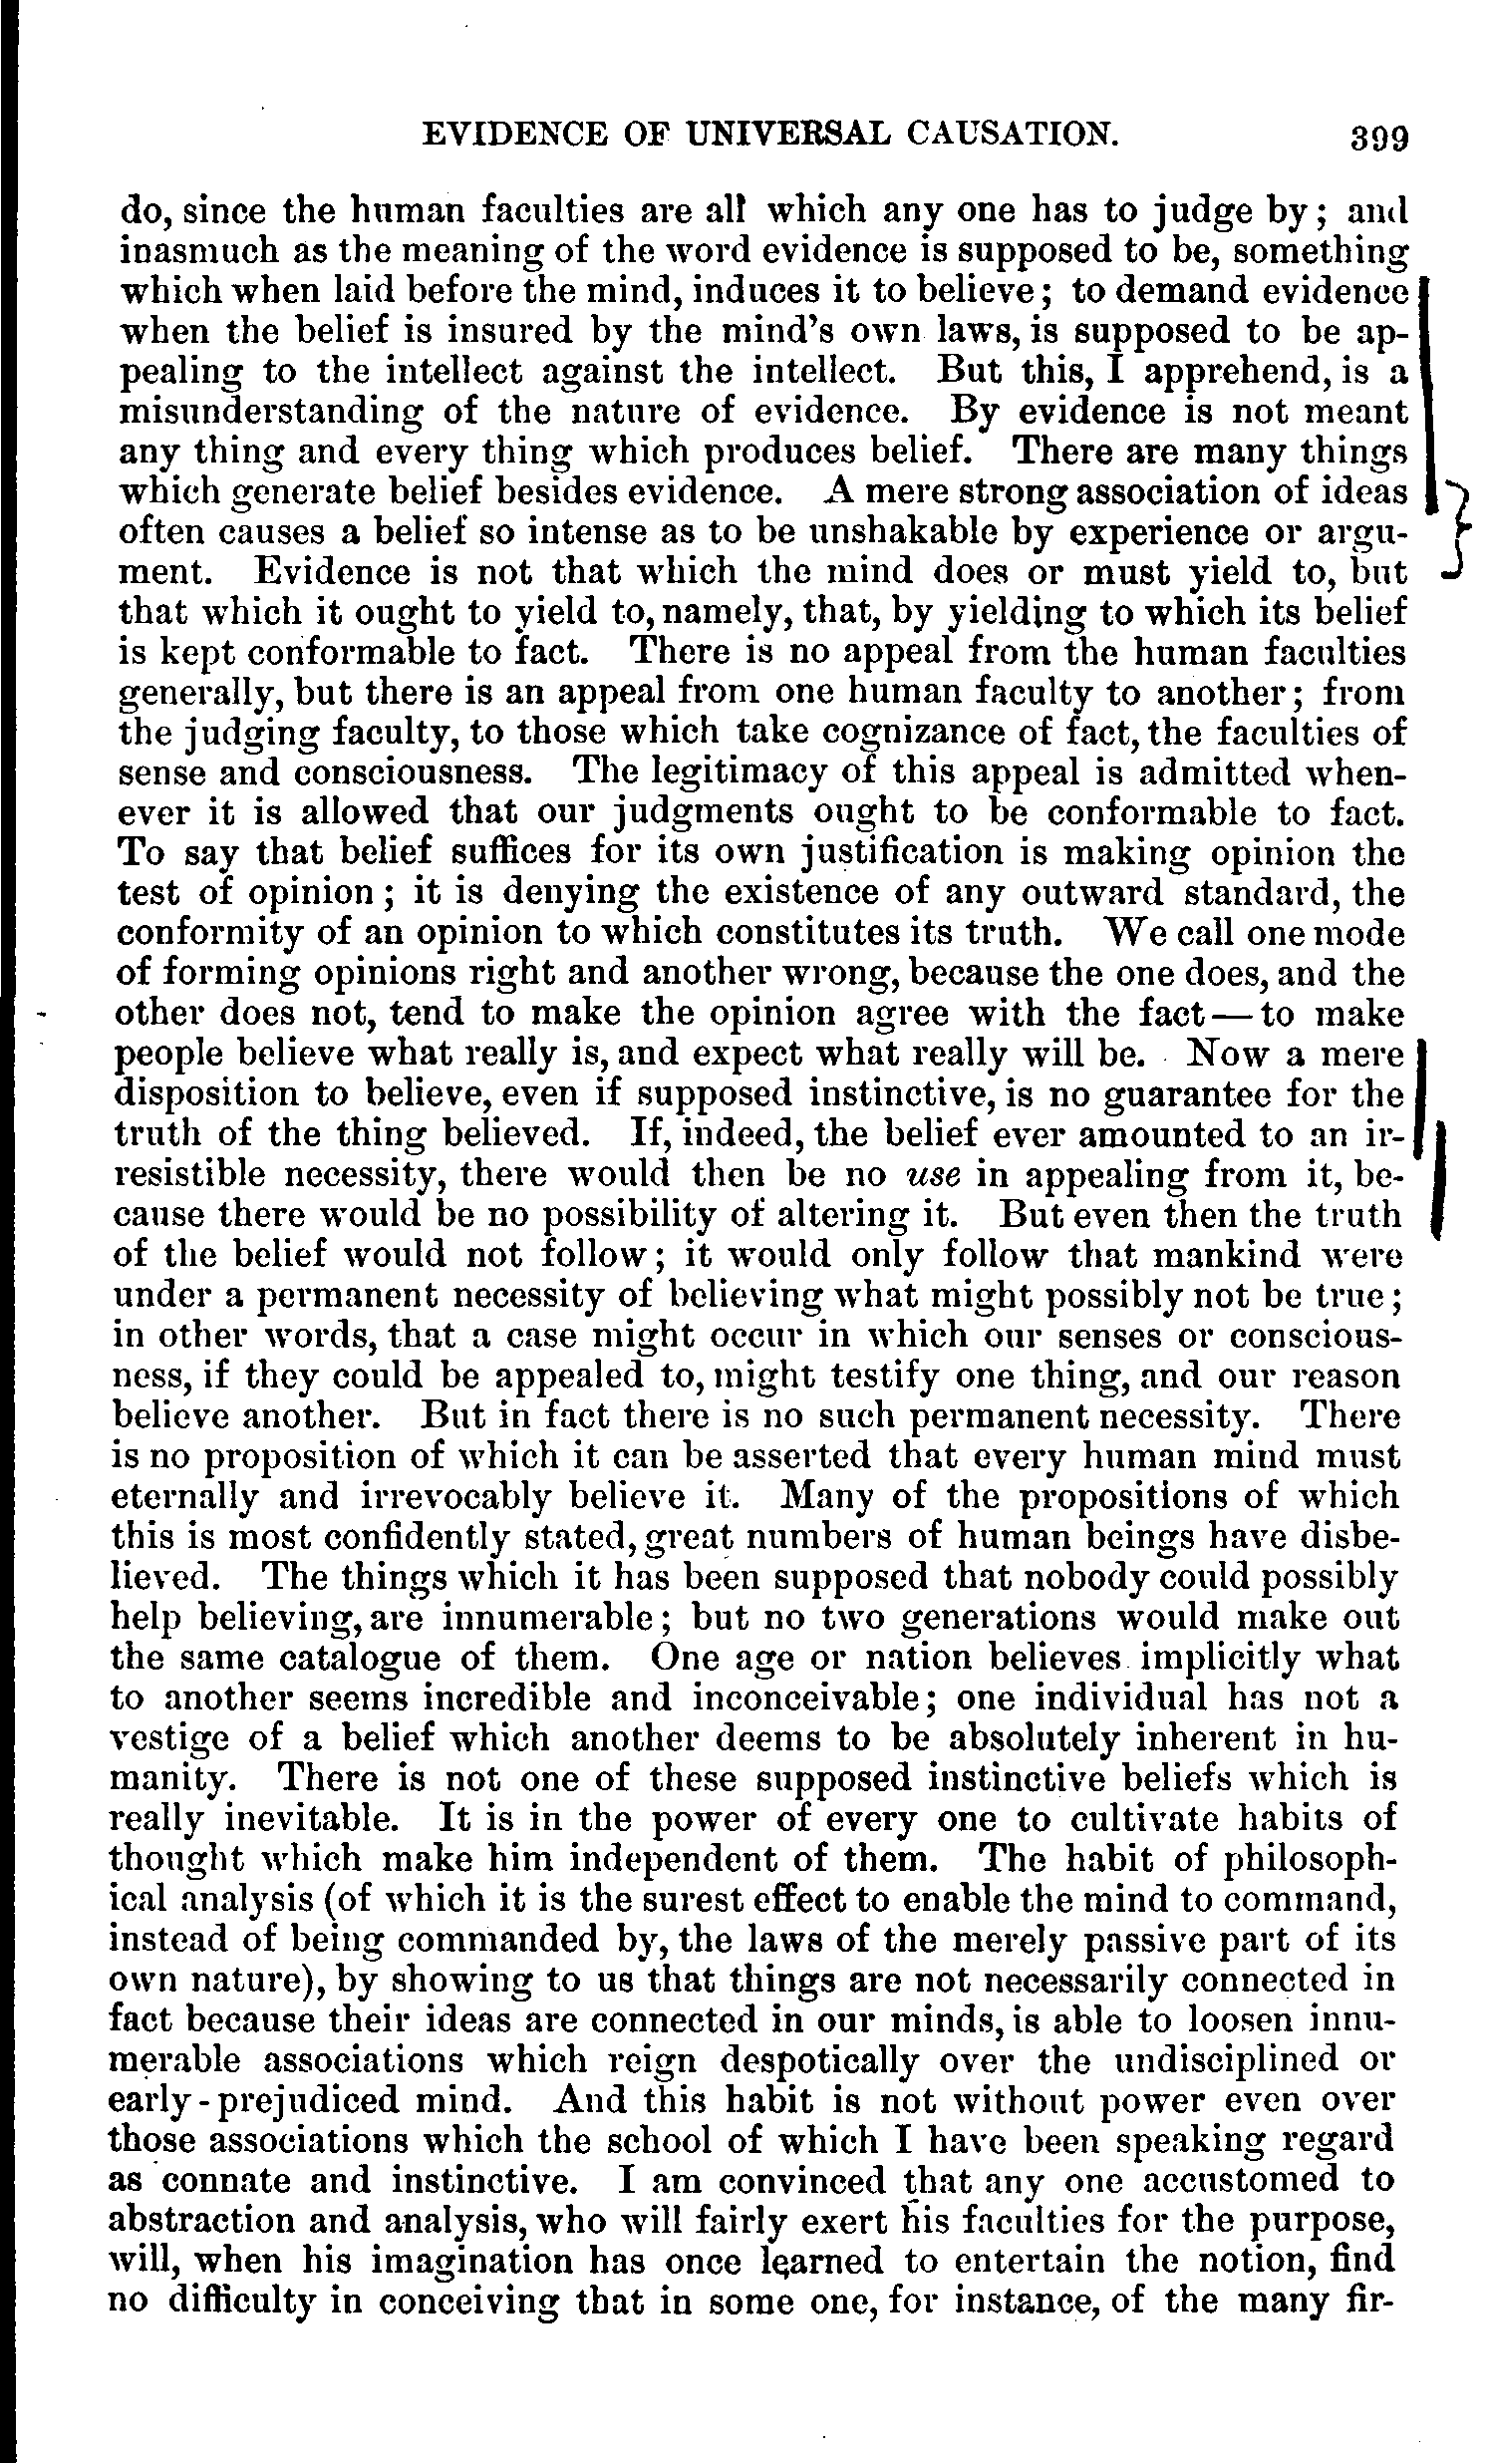 EVIDENCE OF UNIVERSAL CAUSATION. 399
do, since the human faculties are all which any one has to judge by; and
inasmuch as the meaning of the word evidence is supposed to be, something
which when laid before the mind, induces it to believe; to demand evidence
when the belief is insured by the mind's own laws, is supposed to be ap-
pealing to the intellect against the intellect. But this, I apprehend, is a
misunderstanding of the nature of evidence. By evidence is not meant
any thing and every thing which produces belief. There are many things
which generate belief besides evidence. A mere strong association of ideas
often causes a belief so intense as to be unshakable by experience or argu-
ment. Evidence is not that which the mind does or must yield to, but
that which it ought to yield to, namely, that, by yielding to which its belief
is kept conformable to fact. There is no appeal from the human faculties
generally, but there is an appeal from one human faculty to another; from
the judging faculty, to those which take cognizance of fact, the faculties of
sense and consciousness. The legitimacy of this appeal is admitted when-
ever it is allowed that our judgments ought to be conformable to fact.
To say that belief suffices for its own justification is making opinion the
test of opinion; it is denying the existence of any outward standard, the
conformity of an opinion to which constitutes its truth. We call one mode
of forming opinions right and another wrong, because the one does, and the
other does not, tend to make the opinion agree with the fact—to make
people believe what really is, and expect what really will be. Now a mere
disposition to believe, even if supposed instinctive, is no guarantee for the
truth of the thing believed. If, indeed, the belief ever amounted to an ir-
resistible necessity, there would then be no use in appealing from it, be-
cause there would be no possibility of altering it. But even then the truth
of the belief would not follow; it would only follow that mankind were
under a permanent necessity of believing what might possibly not be true;
in other words, that a case might occur in which our senses or conscious-
ness, if they could be appealed to, might testify one thing, and our reason
believe another. But in fact there is no such permanent necessity. There
is no proposition of which it can be asserted that every human mind must
eternally and irrevocably believe it. Many of the propositions of which
this is most confidently stated, great numbers of human beings have disbe-
lieved. The things which it has been supposed that nobody could possibly
help believing, are innumerable; but no two generations would make out
the same catalogue of them. One age or nation believes implicitly what
to another seems incredible and inconceivable; one individual has not a
vestige of a belief which another deems to be absolutely inherent in hu-
manity. There is not one of these supposed instinctive beliefs which is
really inevitable. It is in the power of every one to cultivate habits of
thought which make him independent of them. The habit of philosoph-
ical analysis (of which it is the surest effect to enable the mind to command,
instead of being commanded by, the laws of the merely passive part of its
own nature), by showing to us that things are not necessarily connected in
fact because their ideas are connected in our minds, is able to loosen innu-
merable associations which reign despotically over the undisciplined or
early-prejudiced mind. And this habit is not without power even over
those associations which the school of which I have been speaking regard
as connate and instinctive. I am convinced that any one accustomed to
abstraction and analysis, who will fairly exert his faculties for the purpose,
will, when his imagination has once learned to entertain the notion, find
no difficulty in conceiving that in some one, for instance, of the many fir-